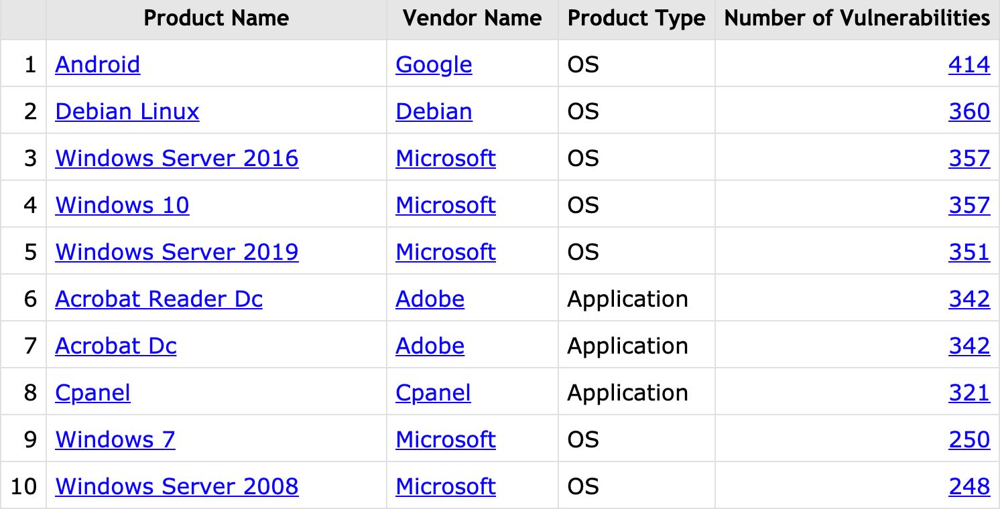 Product Name Vendor Name Product Type Number of Vulnerabilities
1 Android Google OS 414
2 Debian Linux Debian OS 360
3 Windows Server 2016 Microsoft OS 357
4 Windows 10 Microsoft OS 357
5 Windows Server 2019 Microsoft OS 351
6 Acrobat Reader Dc Adobe Application 342
7 Acrobat Dc Adobe Application 342
8 Cpanel Cpanel Application 321
9 Windows 7 Microsoft OS 250
10 Windows Server 2008 Microsoft OS 248